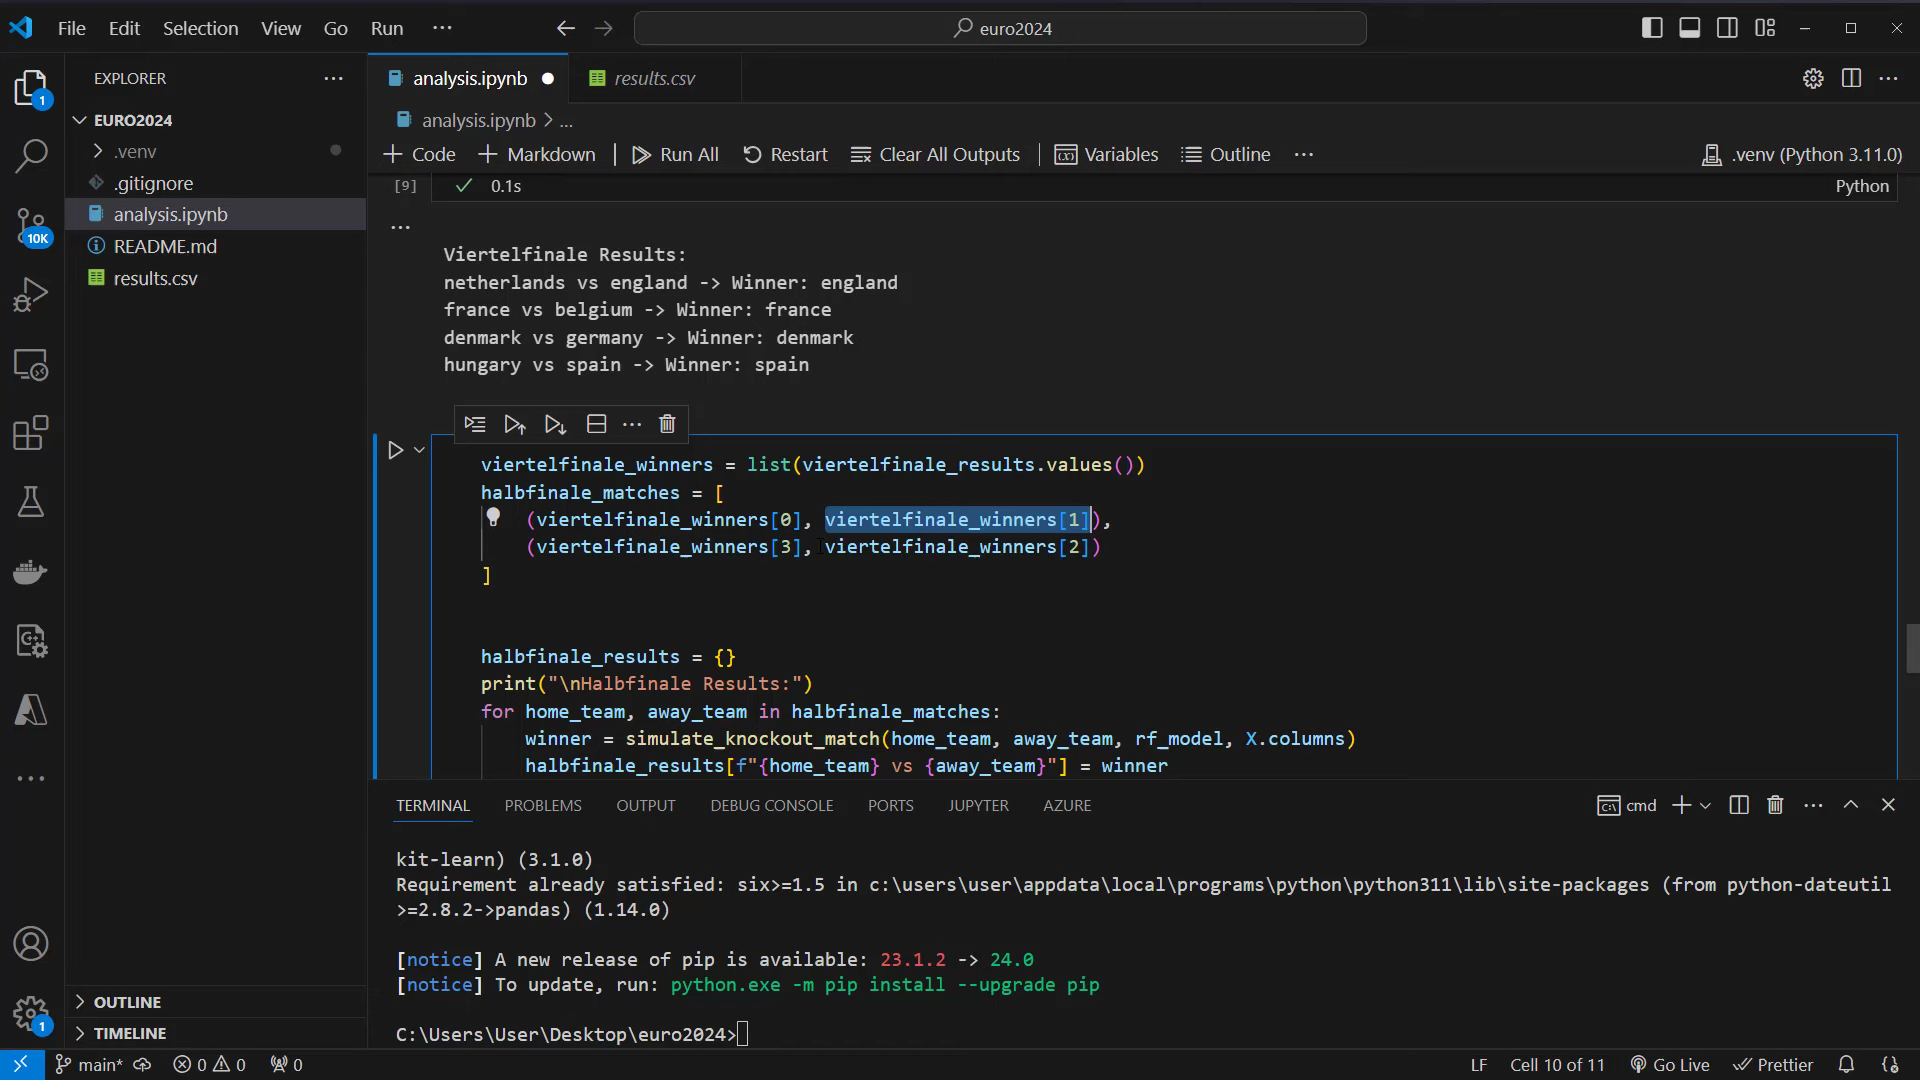 File Edit Selection View Go Run ··· euro2024
EXPLORER ···
analysis.ipynb results.csv
EURO2024
analysis.ipynb > ...
.venv
Code Markdown Run All Restart Clear All Outputs Variables Outline ··· .venv (Python 3.11.0)
.gitignore
analysis.ipynb
README.md
results.csv
[9] 0.1s Python
...
Viertelfinale Results:
netherlands vs england -> Winner: england
france vs belgium -> Winner: france
denmark vs germany -> Winner: denmark
hungary vs spain -> Winner: spain
viertelfinale_winners = list(viertelfinale_results.values())
halbfinale_matches = [
(viertelfinale_winners[0], viertelfinale_winners[1]),
(viertelfinale_winners[3], viertelfinale_winners[2])
]
halbfinale_results = {}
print("\nHalbfinale Results:")
for home_team, away_team in halbfinale_matches:
winner = simulate_knockout_match(home_team, away_team, rf_model, X.columns)
halbfinale_results[f"{home_team} vs {away_team}"] = winner
TERMINAL PROBLEMS OUTPUT DEBUG CONSOLE PORTS JUPYTER AZURE cmd
kit-learn) (3.1.0)
Requirement already satisfied: six>=1.5 in c:\users\user\appdata\local\programs\python\python311\lib\site-packages (from python-dateutil
>=2.8.2->pandas) (1.14.0)
[notice] A new release of pip is available: 23.1.2 -> 24.0
[notice] To update, run: python.exe -m pip install --upgrade pip
C:\Users\User\Desktop\euro2024>
1
10K
1
OUTLINE
TIMELINE
main* 0 0 0 LF Cell 10 of 11 Go Live Prettier